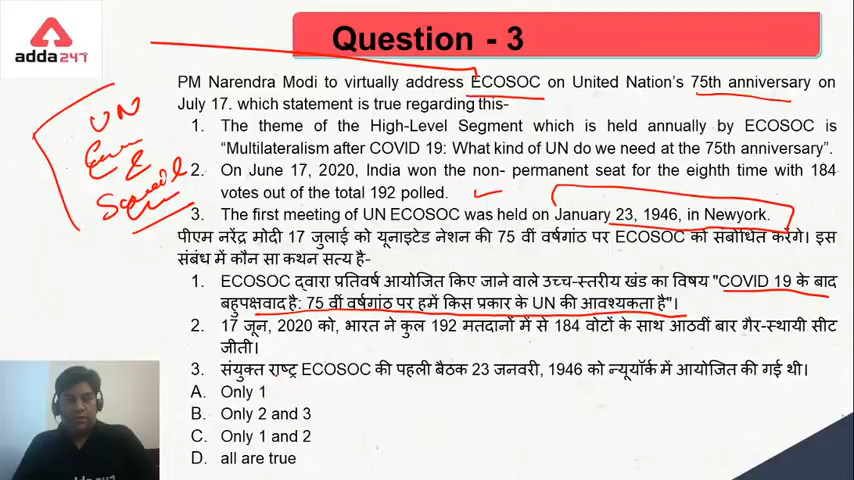 adda247
Question - 3
PM Narendra Modi to virtually address ECOSOC on United Nation's 75th anniversary on
July 17. which statement is true regarding this-
1. The theme of the High-Level Segment which is held annually by ECOSOC is
"Multilateralism after COVID 19: What kind of UN do we need at the 75th anniversary".
2. On June 17, 2020, India won the non- permanent seat for the eighth time with 184
votes out of the total 192 polled.
3. The first meeting of UN ECOSOC was held on January 23, 1946, in Newyork.
पीएम नरेंद्र मोदी 17 जुलाई को यूनाइटेड नेशन की 75 वीं वर्षगांठ पर ECOSOC को संबोधित करेंगे। इस
संबंध में कौन सा कथन सत्य है-
1. ECOSOC द्वारा प्रतिवर्ष आयोजित किए जाने वाले उच्च-स्तरीय खंड का विषय "COVID 19 के बाद
बहुपक्षवाद है: 75 वीं वर्षगांठ पर हमें किस प्रकार के UN की आवश्यकता है"।
2. 17 जून, 2020 को, भारत ने कुल 192 मतदानों में से 184 वोटों के साथ आठवीं बार गैर-स्थायी सीट
जीती।
3. संयुक्त राष्ट्र ECOSOC की पहली बैठक 23 जनवरी, 1946 को न्यूयॉर्क में आयोजित की गई थी।
A. Only 1
B. Only 2 and 3
C. Only 1 and 2
D. all are true
UN